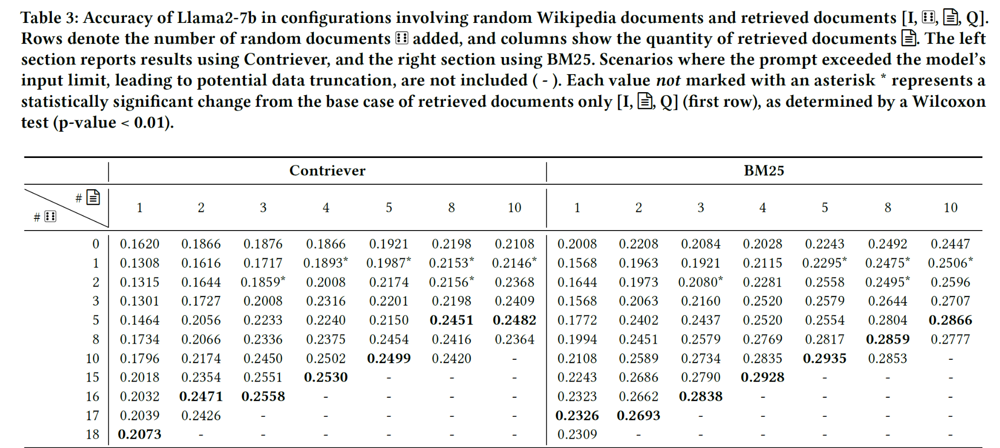 Table 3: Accuracy of Llama2-7b in configurations involving random Wikipedia documents and retrieved documents [I, ⚅, 🖹, Q].
Rows denote the number of random documents ⚅ added, and columns show the quantity of retrieved documents 🖹. The left
section reports results using Contriever, and the right section using BM25. Scenarios where the prompt exceeded the model’s
input limit, leading to potential data truncation, are not included ( - ). Each value not marked with an asterisk * represents a
statistically significant change from the base case of retrieved documents only [I, 🖹, Q] (first row), as determined by a Wilcoxon
test (p-value < 0.01).
Contriever BM25
# 🖹
# ⚅
1 2 3 4 5 8 10 1 2 3 4 5 8 10
0 0.1620 0.1866 0.1876 0.1866 0.1921 0.2198 0.2108 0.2008 0.2208 0.2084 0.2028 0.2243 0.2492 0.2447
1 0.1308 0.1616 0.1717 0.1893* 0.1987* 0.2153* 0.2146* 0.1568 0.1963 0.1921 0.2115 0.2295* 0.2475* 0.2506*
2 0.1315 0.1644 0.1859* 0.2008 0.2174 0.2156* 0.2368 0.1644 0.1973 0.2080* 0.2281 0.2558 0.2495* 0.2596
3 0.1301 0.1727 0.2008 0.2316 0.2201 0.2198 0.2409 0.1568 0.2063 0.2160 0.2520 0.2579 0.2644 0.2707
5 0.1464 0.2056 0.2233 0.2240 0.2150 0.2451 0.2482 0.1772 0.2402 0.2437 0.2520 0.2554 0.2804 0.2866
8 0.1734 0.2066 0.2336 0.2375 0.2454 0.2416 0.2364 0.1994 0.2451 0.2579 0.2769 0.2817 0.2859 0.2777
10 0.1796 0.2174 0.2450 0.2502 0.2499 0.2420 - 0.2108 0.2589 0.2734 0.2835 0.2935 0.2853 -
15 0.2018 0.2354 0.2551 0.2530 - - - 0.2243 0.2686 0.2790 0.2928 - - -
16 0.2032 0.2471 0.2558 - - - - 0.2323 0.2662 0.2838 - - - -
17 0.2039 0.2426 - - - - - 0.2326 0.2693 - - - - -
18 0.2073 - - - - - - 0.2309 - - - - - -